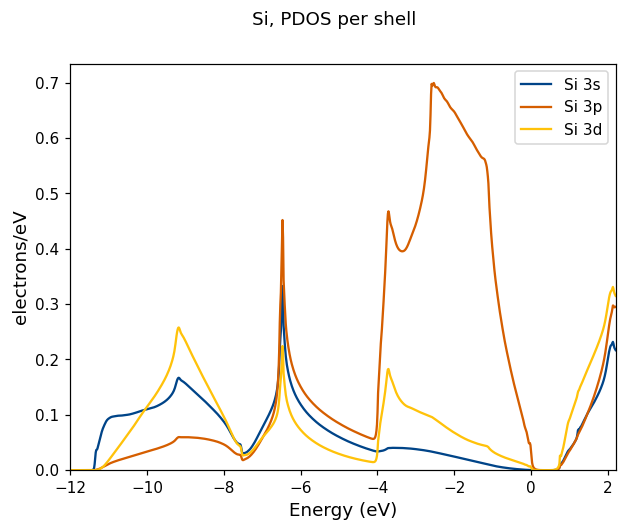 Si, PDOS per shell
electrons/eV
0.7
0.6
0.5
0.4
0.3
0.2
0.1
0.0
Si 3s
Si 3p
Si 3d
−12
−10
−8
−6
−4
−2
0
2
Energy (eV)